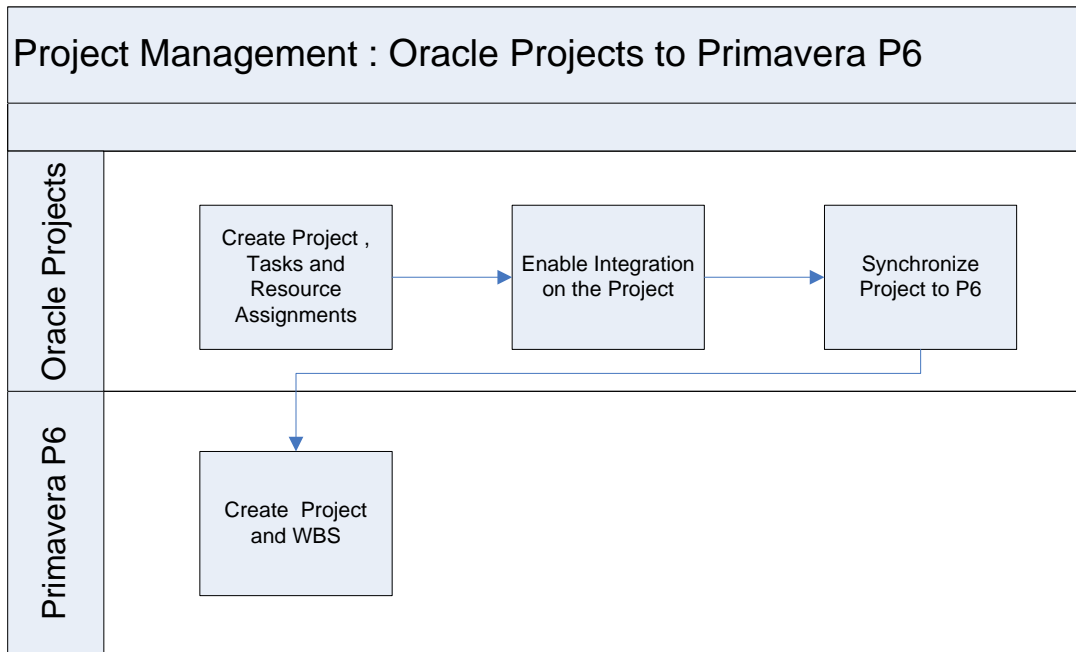 Project Management : Oracle Projects to Primavera P6
Oracle Projects
Create Project ,
Tasks and
Resource
Assignments
Enable Integration
on the Project
Synchronize
Project to P6
Primavera P6
Create  Project
and WBS